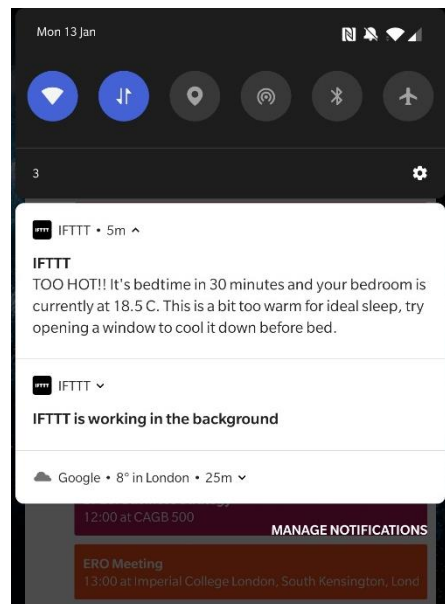 Mon 13 Jan
3
IFTTT • 5m
IFTTT
TOO HOT!! It's bedtime in 30 minutes and your bedroom is
currently at 18.5 C. This is a bit too warm for ideal sleep, try
opening a window to cool it down before bed.
IFTTT
IFTTT is working in the background
Google • 8° in London • 25m
12:00 at CAGB 500
MANAGE NOTIFICATIONS
ERO Meeting
13:00 at Imperial College London, South Kensington, Lond